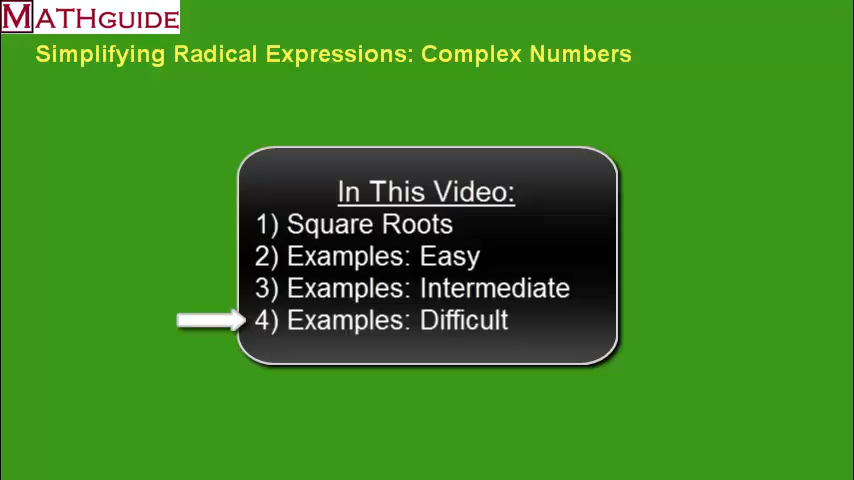 MATHGUIDE
Simplifying Radical Expressions: Complex Numbers
In This Video:
1) Square Roots
2) Examples: Easy
3) Examples: Intermediate
4) Examples: Difficult